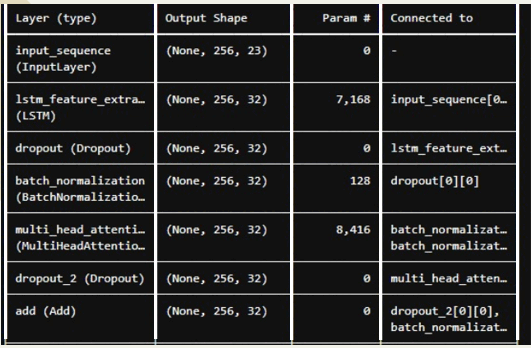 Layer (type) Output Shape Param # Connected to
input_sequence (None, 256, 23) 0 -
(InputLayer)
lstm_feature_extra… (None, 256, 32) 7,168 input_sequence[0…
(LSTM)
dropout (Dropout) (None, 256, 32) 0 lstm_feature_ext…
batch_normalization (None, 256, 32) 128 dropout[0][0]
(BatchNormalizatio…
multi_head_attentio… (None, 256, 32) 8,416 batch_normalizat…
(MultiHeadAttentio… batch_normalizat…
dropout_2 (Dropout) (None, 256, 32) 0 multi_head_atten…
add (Add) (None, 256, 32) 0 dropout_2[0][0],
batch_normalizat…